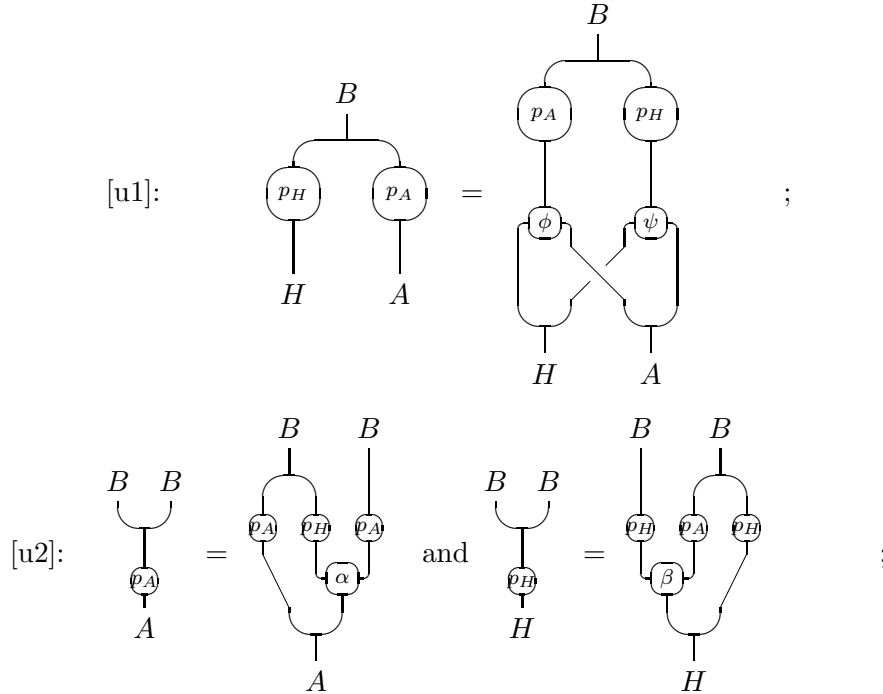 B
B
p_A p_H
[u1]: p_H p_A = ϕ ψ ;
H A
H A
B B B B
B B B B
[u2]: p_A = p_A p_H p_A and p_H = p_H p_A p_H ;
α β
A H
A H